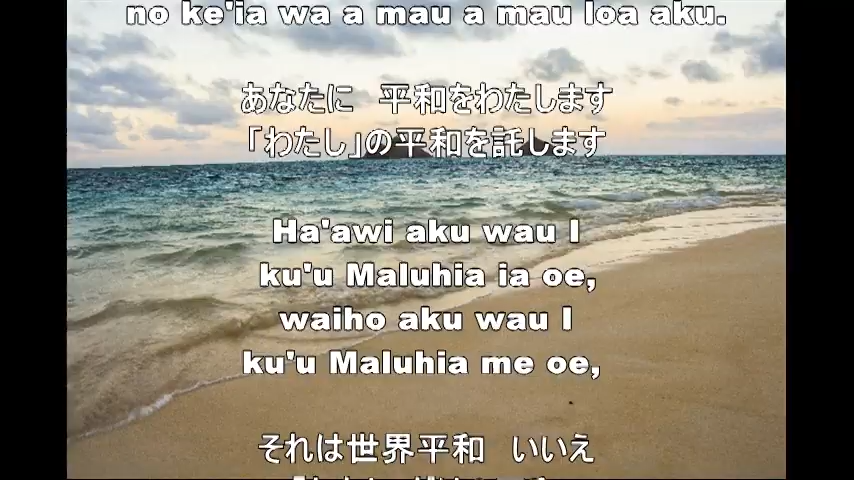 no ke'ia wa a mau a mau loa aku.
あなたに　平和をわたします
「わたし」の平和を託します
Ha'awi aku wau I
ku'u Maluhia ia oe,
waiho aku wau I
ku'u Maluhia me oe,
それは世界平和　いいえ